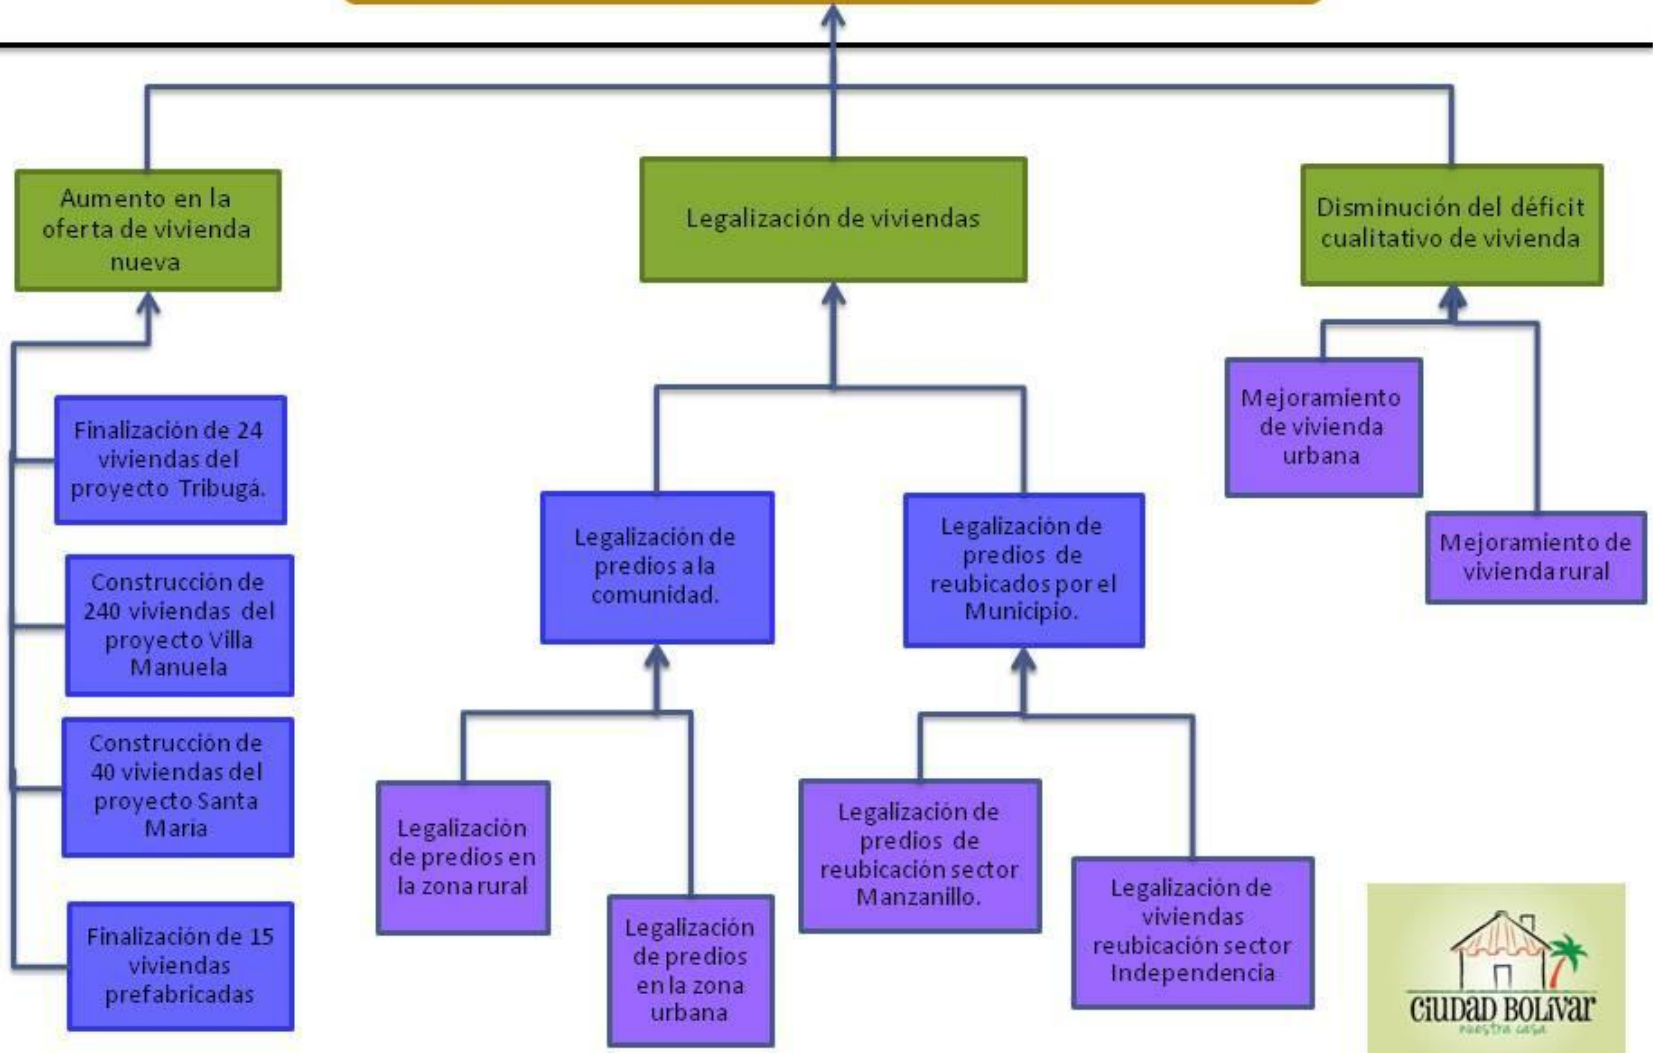 Aumento en la
oferta de vivienda
nueva
Legalización de viviendas
Disminución del déficit
cualitativo de vivienda
Finalización de 24
viviendas del
proyecto Tribugá.
Construcción de
240 viviendas del
proyecto Villa
Manuela
Construcción de
40 viviendas del
proyecto Santa
Maria
Finalización de 15
viviendas
prefabricadas
Legalización de
predios a la
comunidad.
Legalización de
predios de
reubicados por el
Municipio.
Mejoramiento
de vivienda
urbana
Mejoramiento de
vivienda rural
Legalización
de predios en
la zona rural
Legalización
de predios
en la zona
urbana
Legalización de
predios de
reubicación sector
Manzanillo.
Legalización de
viviendas
reubicación sector
Independencia
CiUDAD BOLíVAR
nuestra casa